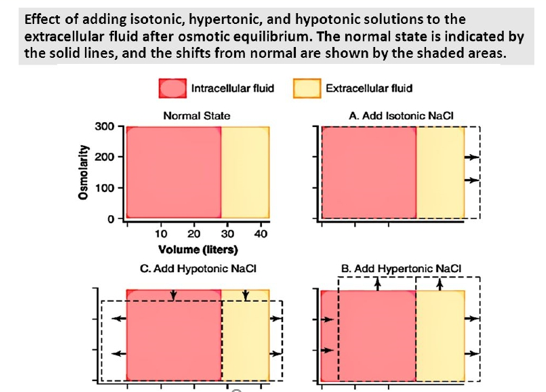 Effect of adding isotonic, hypertonic, and hypotonic solutions to the
extracellular fluid after osmotic equilibrium. The normal state is indicated by
the solid lines, and the shifts from normal are shown by the shaded areas.
Intracellular fluid
Extracellular fluid
Normal State
A. Add Isotonic NaCl
Osmolarity
300
200
100
0
10 20 30 40
Volume (liters)
C. Add Hypotonic NaCl
B. Add Hypertonic NaCl